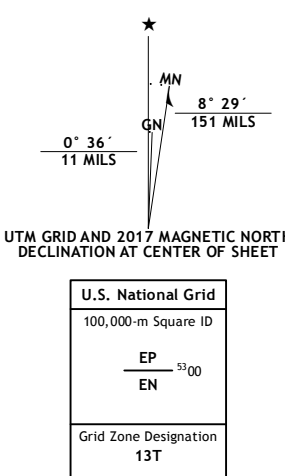 ★
MN
GN
8° 29´
151 MILS
0° 36´
11 MILS
UTM GRID AND 2017 MAGNETIC NORTH
DECLINATION AT CENTER OF SHEET
U.S. National Grid
100,000-m Square ID
EP
5300
EN
Grid Zone Designation
13T